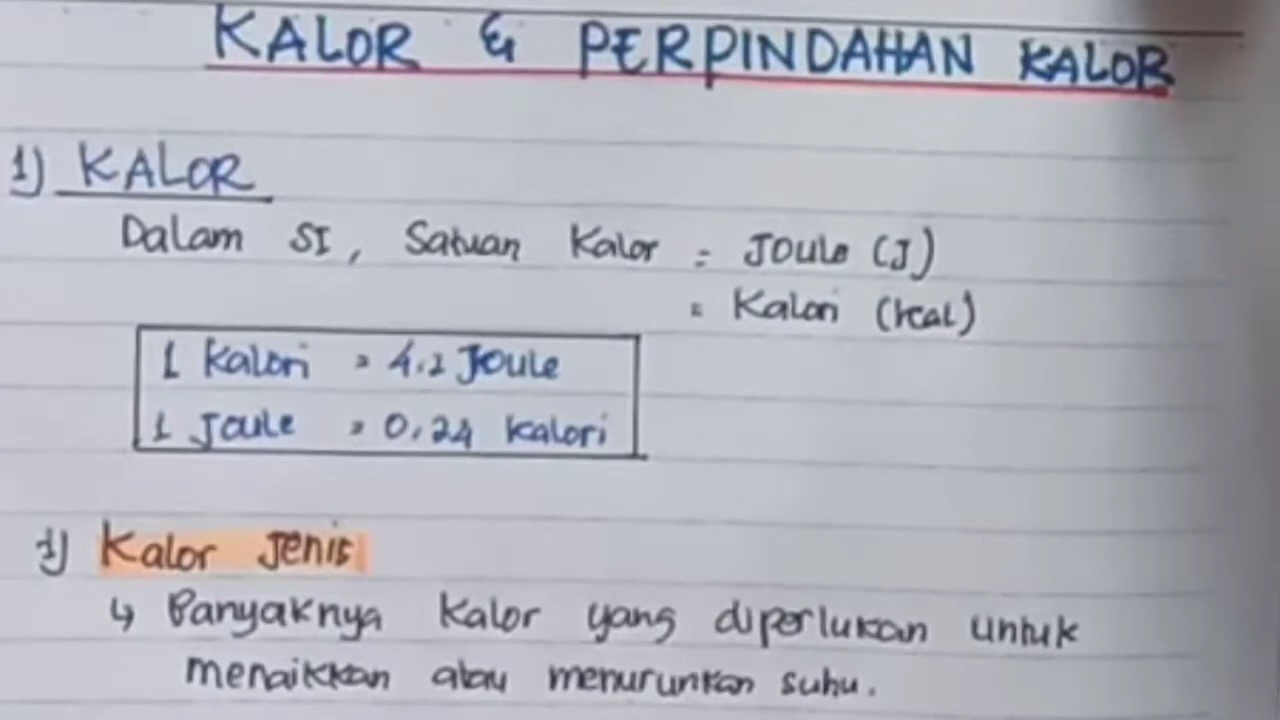 KALOR & PERPINDAHAN KALOR
1) KALOR
Dalam SI, Satuan Kalor = Joule (J)
= Kalori (kal)
1 Kalori = 4.2 Joule
1 Joule = 0,24 kalori
1) Kalor Jenis
↳ Banyaknya kalor yang diperlukan untuk
menaikkan atau menurunkan suhu.